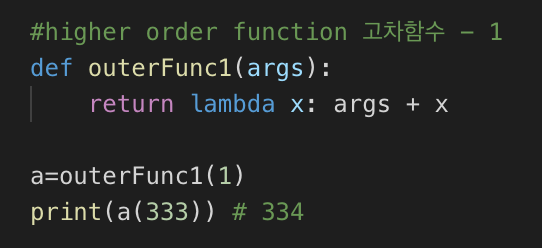 #higher order function 고차함수 - 1
def outerFunc1(args):
    return lambda x: args + x
a=outerFunc1(1)
print(a(333)) # 334